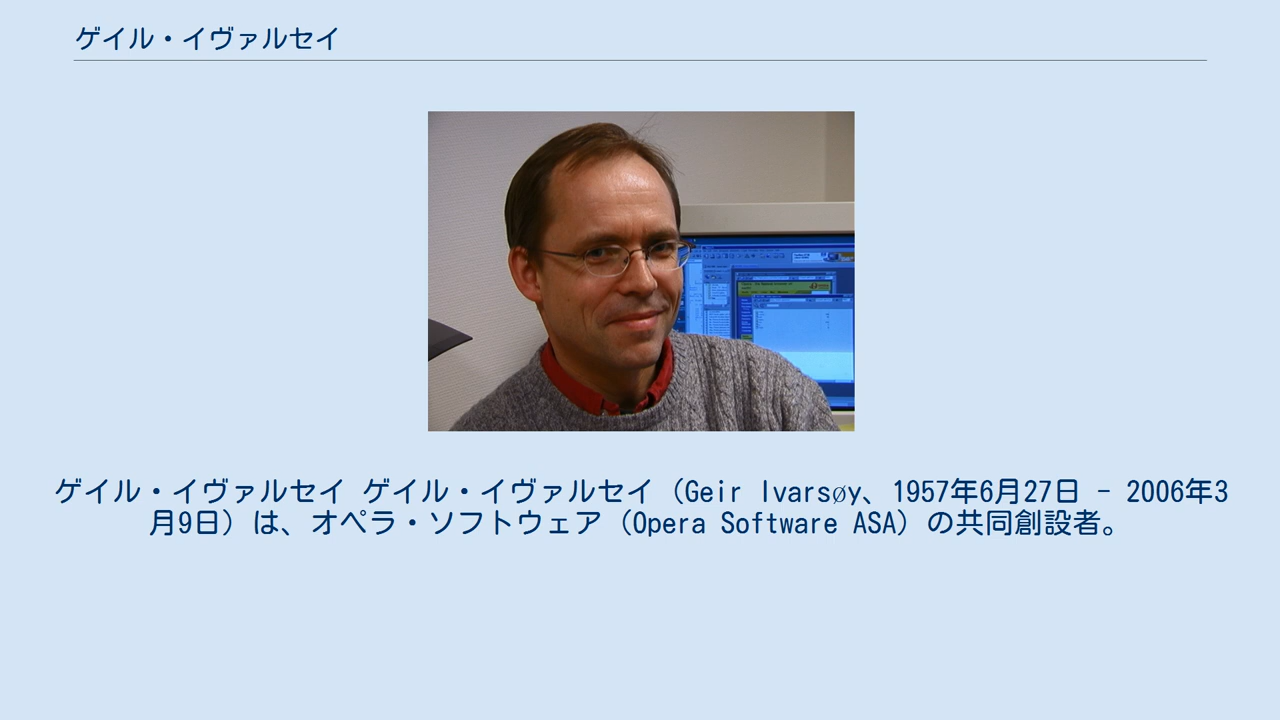 ゲイル・イヴァルセイ
ゲイル・イヴァルセイ ゲイル・イヴァルセイ（Geir Ivarsøy、1957年6月27日 - 2006年3
月9日）は、オペラ・ソフトウェア（Opera Software ASA）の共同創設者。